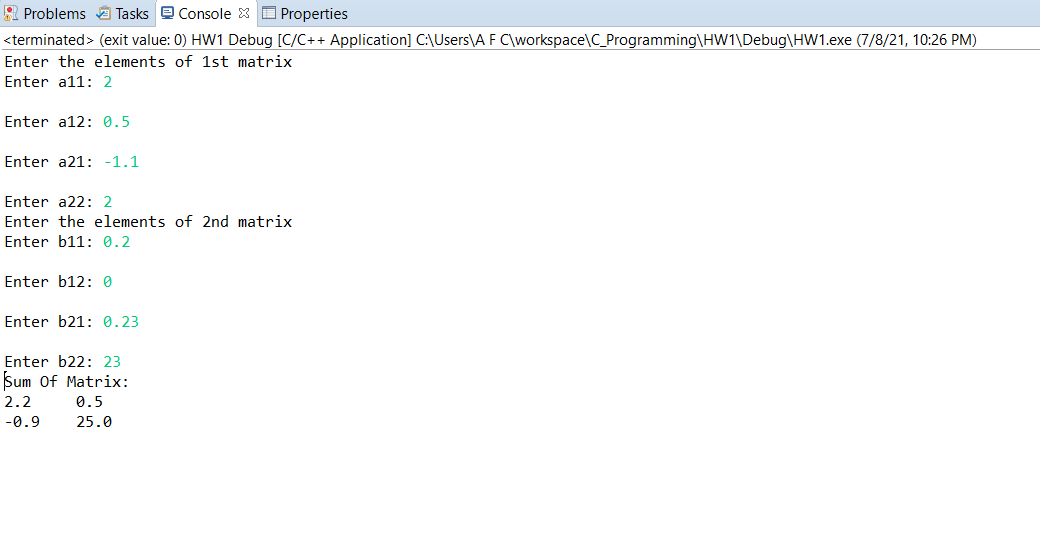 Problems Tasks Console Properties
<terminated> (exit value: 0) HW1 Debug [C/C++ Application] C:\Users\A F C\workspace\C_Programming\HW1\Debug\HW1.exe (7/8/21, 10:26 PM)
Enter the elements of 1st matrix
Enter a11: 2
Enter a12: 0.5
Enter a21: -1.1
Enter a22: 2
Enter the elements of 2nd matrix
Enter b11: 0.2
Enter b12: 0
Enter b21: 0.23
Enter b22: 23
Sum Of Matrix:
2.2 0.5
-0.9 25.0